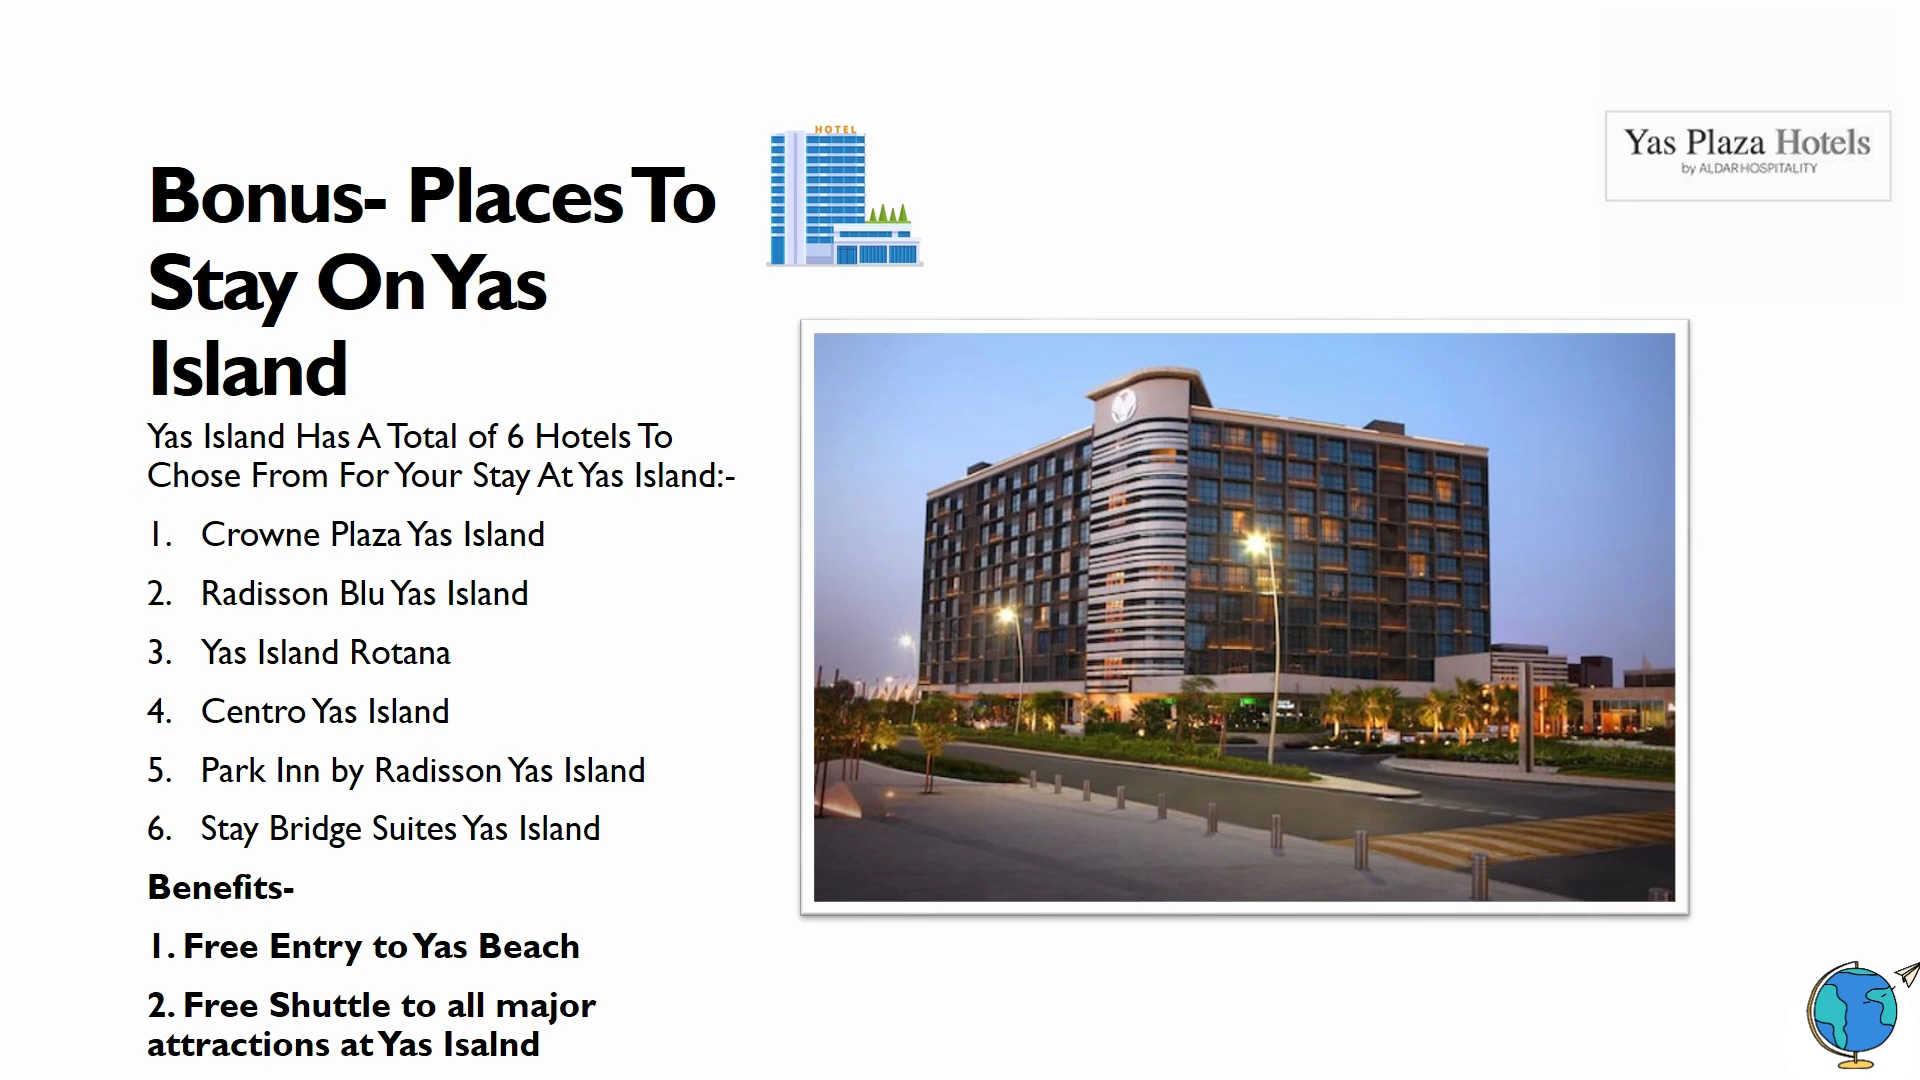 HOTEL
Yas Plaza Hotels
by ALDAR HOSPITALITY
Bonus- Places To
Stay On Yas
Island
Yas Island Has A Total of 6 Hotels To
Chose From For Your Stay At Yas Island:-
1. Crowne Plaza Yas Island
2. Radisson Blu Yas Island
3. Yas Island Rotana
4. Centro Yas Island
5. Park Inn by Radisson Yas Island
6. Stay Bridge Suites Yas Island
Benefits-
1. Free Entry to Yas Beach
2. Free Shuttle to all major
attractions at Yas Isalnd